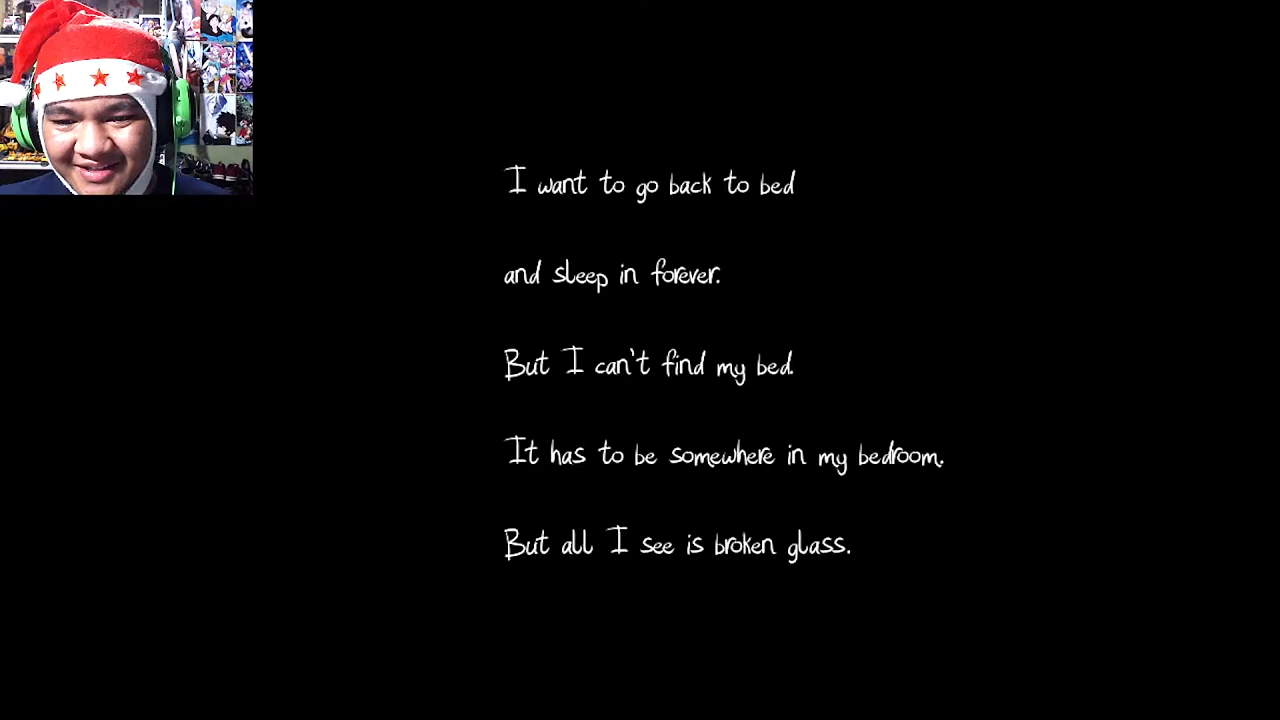 I want to go back to bed
and sleep in forever.
But I can't find my bed.
It has to be somewhere in my bedroom.
But all I see is broken glass.